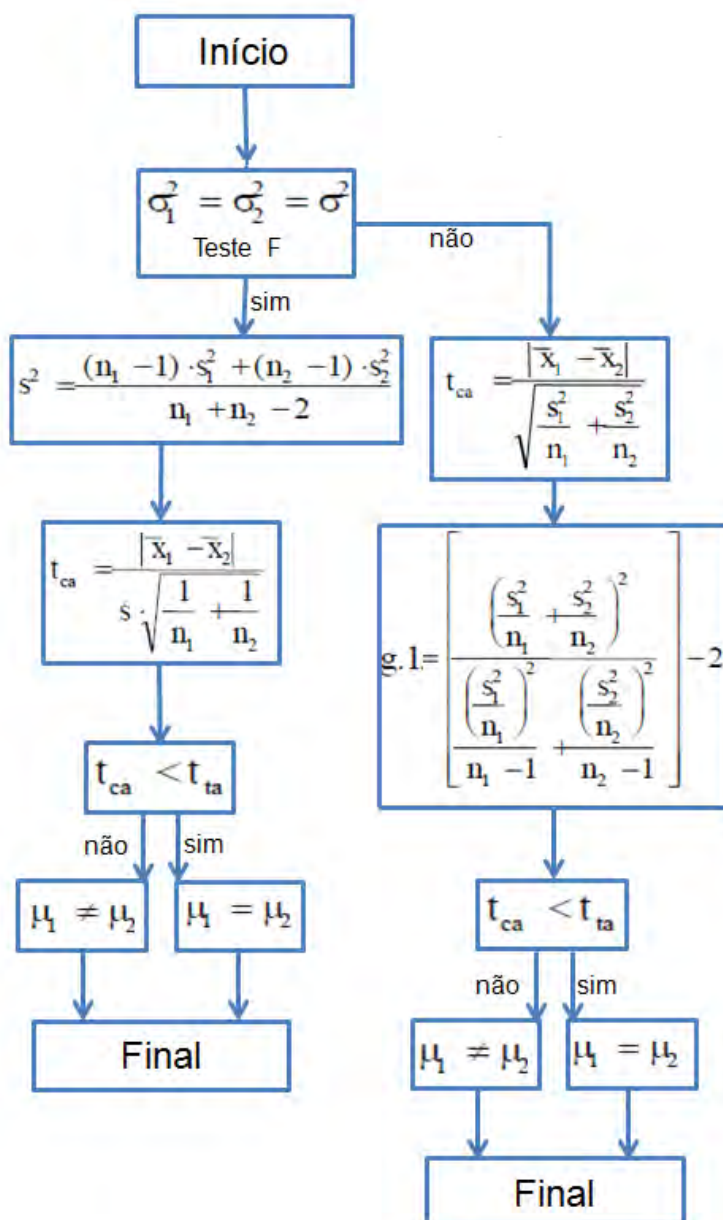 Início
σ₁² = σ₂² = σ²
Teste F
não
sim
s² = (n₁ −1) ·s₁² + (n₂ −1) ·s₂² / n₁ + n₂ −2
t_ca = |x̄₁ − x̄₂| / s·√(1/n₁ + 1/n₂)
t_ca < t_ta
não sim
μ₁ ≠ μ₂
μ₁ = μ₂
Final
t_ca = |x̄₁ − x̄₂| / √(s₁²/n₁ + s₂²/n₂)
g.l.= [ (s₁²/n₁ + s₂²/n₂)² / ( (s₁²/n₁)²/(n₁ −1) + (s₂²/n₂)²/(n₂ −1) ) ] −2
t_ca < t_ta
não sim
μ₁ ≠ μ₂
μ₁ = μ₂
Final